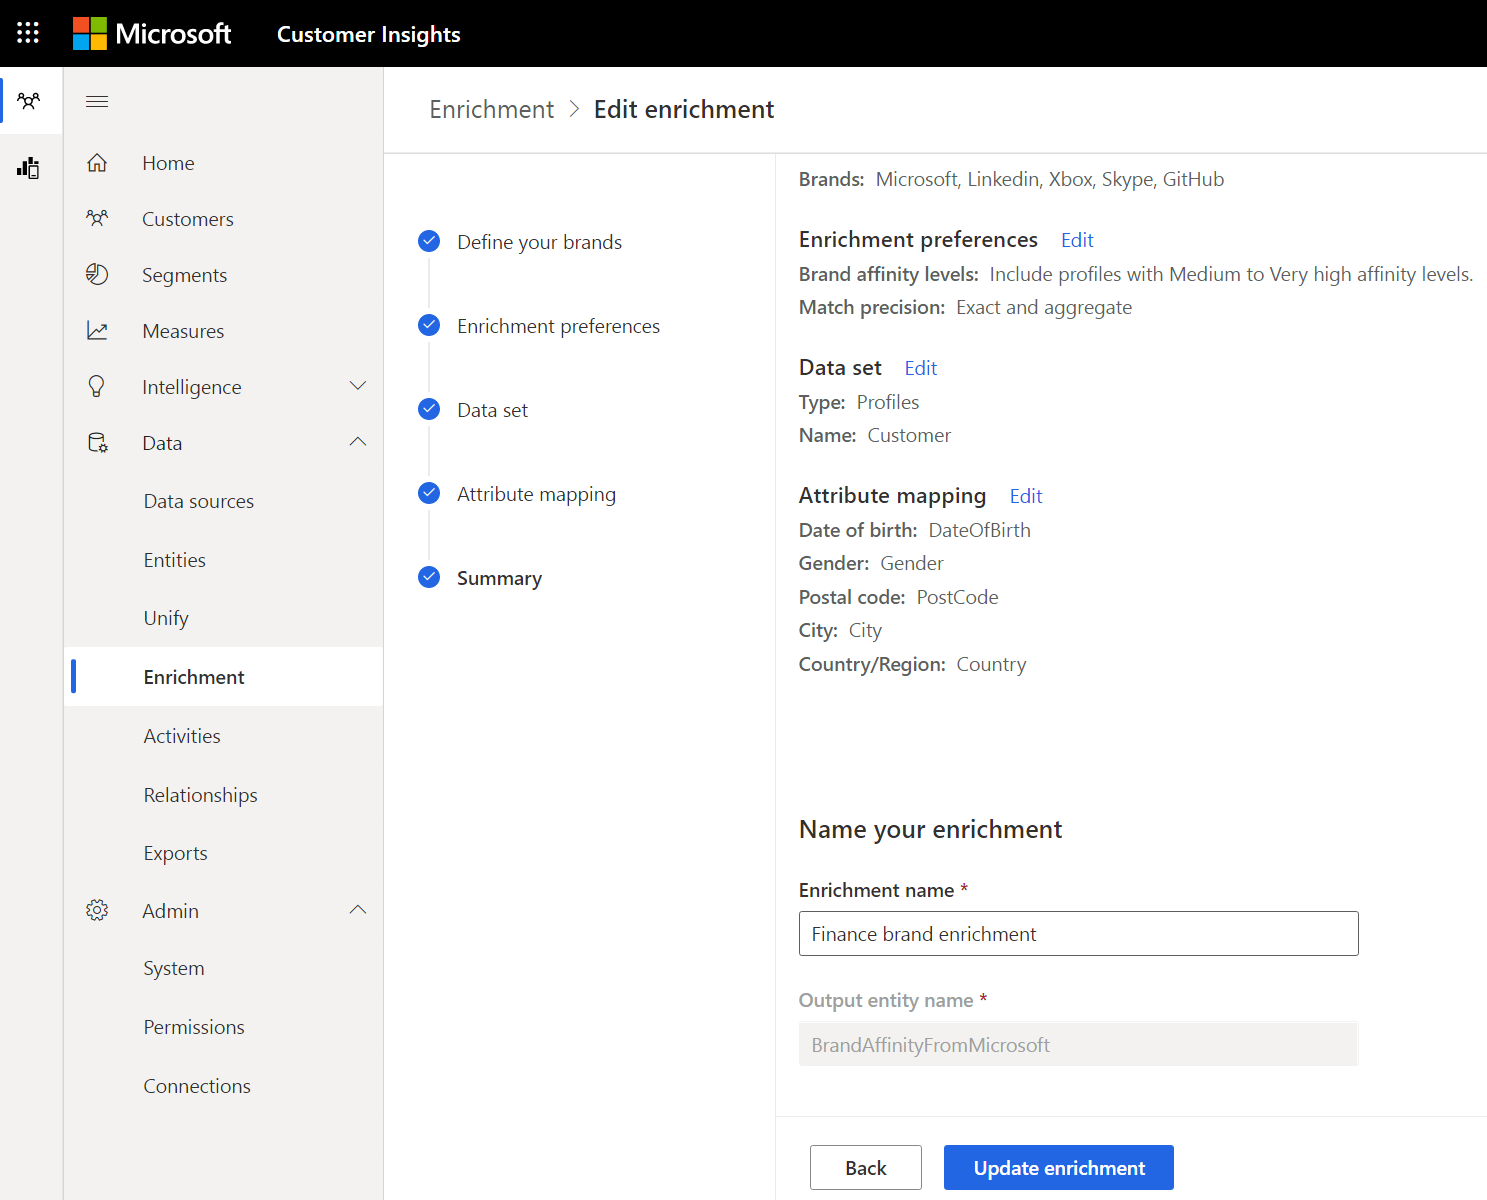 Microsoft
Customer Insights
Home
Customers
Segments
Measures
Intelligence
Data
Data sources
Entities
Unify
Enrichment
Activities
Relationships
Exports
Admin
System
Permissions
Connections
Enrichment > Edit enrichment
Define your brands
Enrichment preferences
Data set
Attribute mapping
Summary
Brands: Microsoft, Linkedin, Xbox, Skype, GitHub
Enrichment preferences Edit
Brand affinity levels: Include profiles with Medium to Very high affinity levels.
Match precision: Exact and aggregate
Data set Edit
Type: Profiles
Name: Customer
Attribute mapping Edit
Date of birth: DateOfBirth
Gender: Gender
Postal code: PostCode
City: City
Country/Region: Country
Name your enrichment
Enrichment name *
Finance brand enrichment
Output entity name *
BrandAffinityFromMicrosoft
Back
Update enrichment